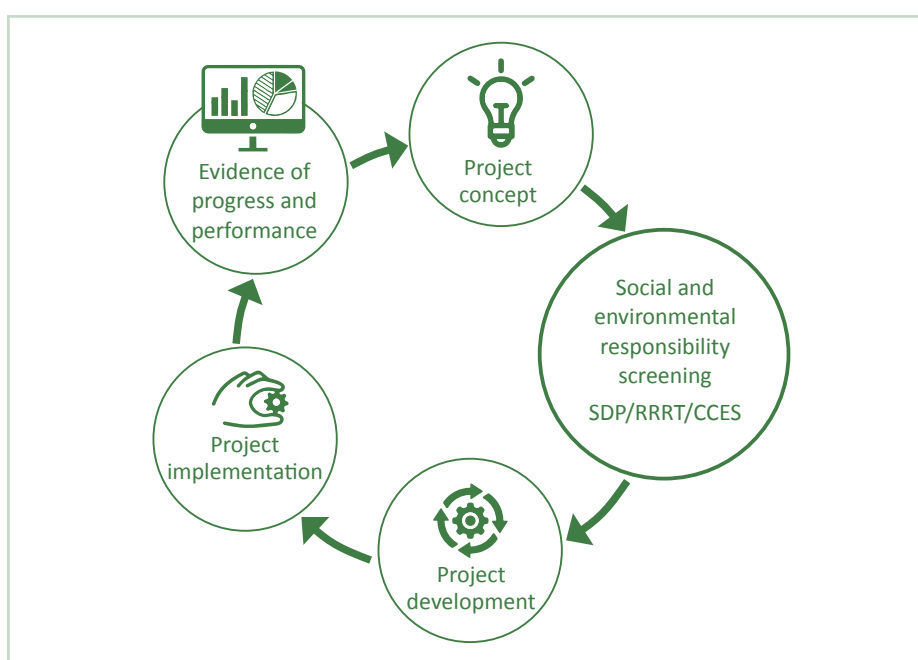 Evidence of
progress and
performance
Project
concept
Social and
environmental
responsibility
screening
SDP/RRRT/CCES
Project
development
Project
implementation